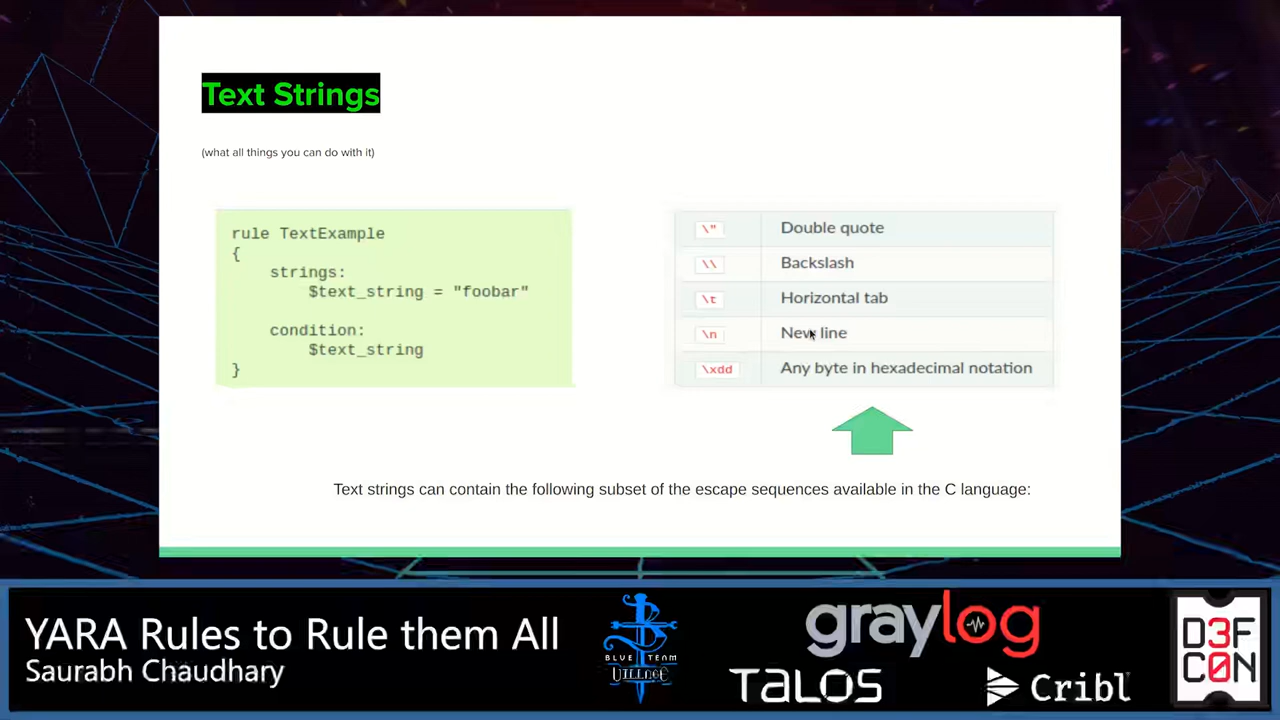 Text Strings
(what all things you can do with it)
rule TextExample
{
strings:
$text_string = "foobar"
condition:
$text_string
}
\" Double quote
\\ Backslash
\t Horizontal tab
\n New line
\xdd Any byte in hexadecimal notation
Text strings can contain the following subset of the escape sequences available in the C language:
YARA Rules to Rule them All
Saurabh Chaudhary
BLUE TEAM
VILLAGE
graylog
TALOS
Cribl
D3F
C0N